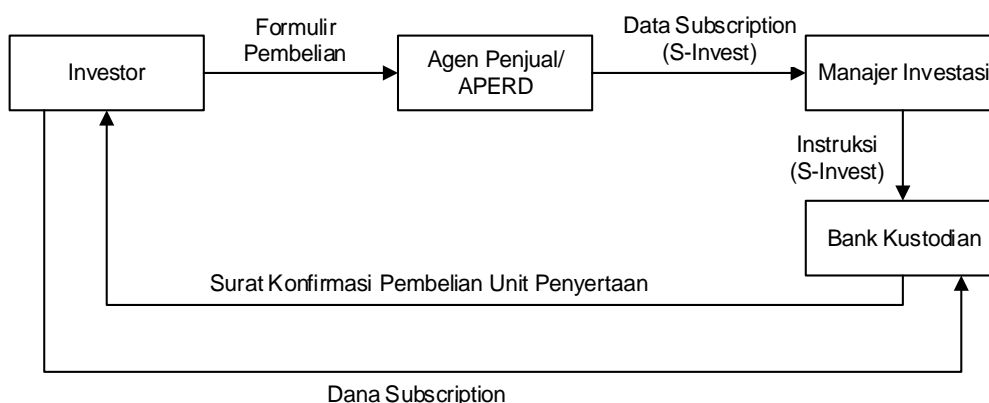 Formulir
Pembelian
Data Subscription
(S-Invest)
Investor
Agen Penjual/
APERD
Manajer Investasi
Instruksi
(S-Invest)
Bank Kustodian
Surat Konfirmasi Pembelian Unit Penyertaan
Dana Subscription